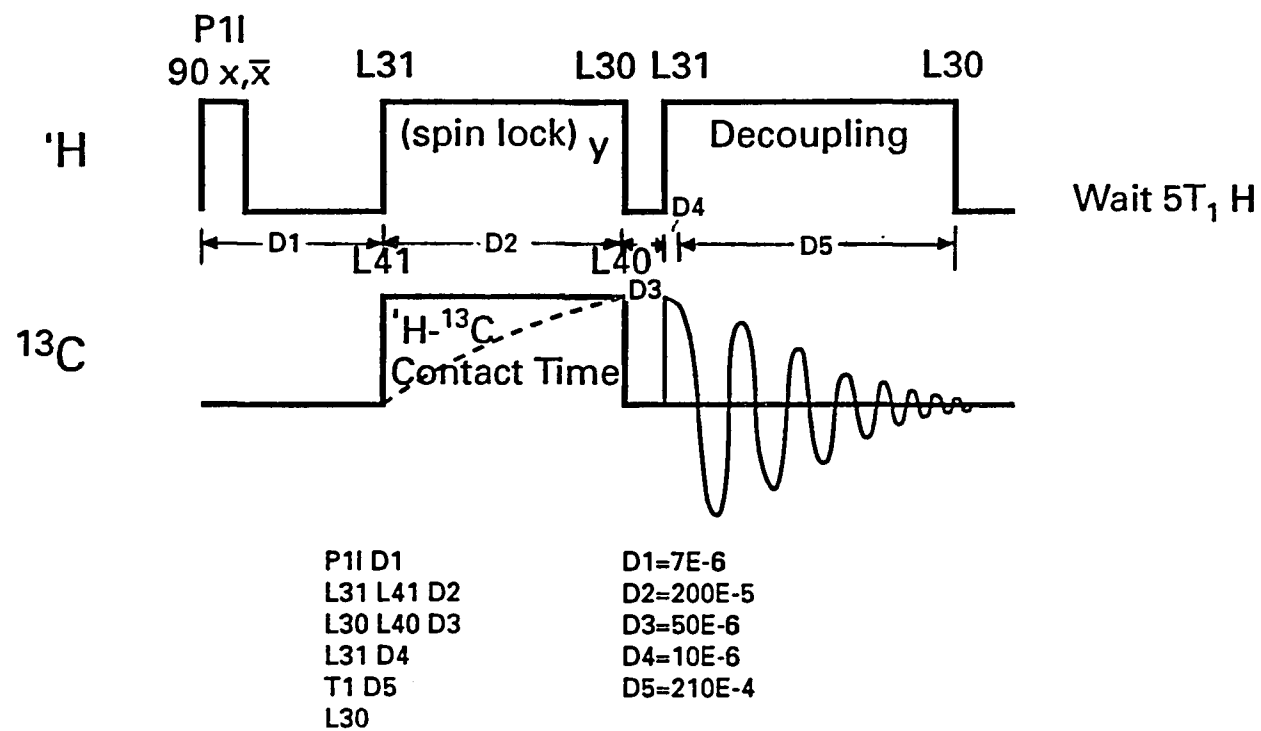 P1I
90 x,x̅
L31
L30 L31
L30
'H
(spin lock) y
Decoupling
Wait 5T₁ H
D1
D2
D4
D5
L41
L40
D3
¹³C
'H-¹³C
Contact Time
P1I D1
L31 L41 D2
L30 L40 D3
L31 D4
T1 D5
L30
D1=7E-6
D2=200E-5
D3=50E-6
D4=10E-6
D5=210E-4